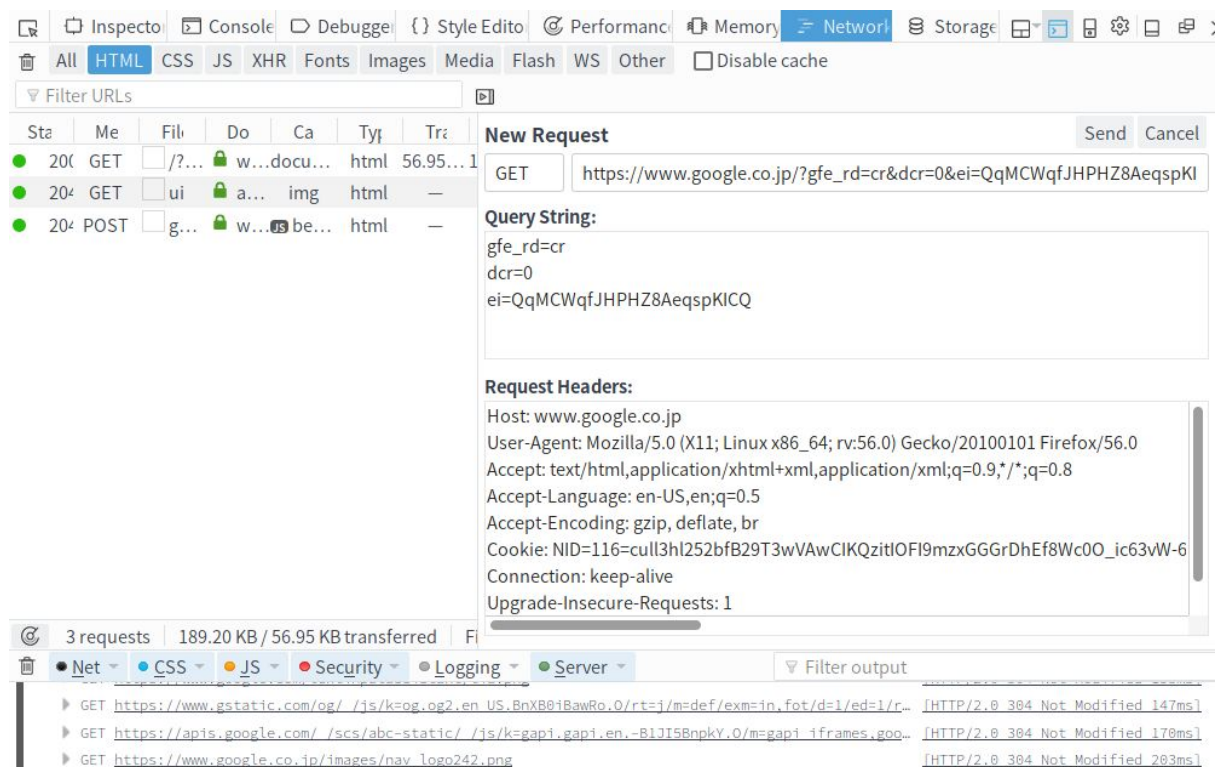 Inspector Console Debugger {} Style Edito Performance Memory Network Storage
All HTML CSS JS XHR Fonts Images Media Flash WS Other Disable cache
Filter URLs
Sta Me File Do Ca Typ Tra
200 GET /?... w...docu... html 56.95... 1
204 GET ui a... img html —
204 POST g... w... JS be... html —
New Request Send Cancel
GET https://www.google.co.jp/?gfe_rd=cr&dcr=0&ei=QqMCWqfJHPHZ8AeqspKI
Query String:
gfe_rd=cr
dcr=0
ei=QqMCWqfJHPHZ8AeqspKICQ
Request Headers:
Host: www.google.co.jp
User-Agent: Mozilla/5.0 (X11; Linux x86_64; rv:56.0) Gecko/20100101 Firefox/56.0
Accept: text/html,application/xhtml+xml,application/xml;q=0.9,*/*;q=0.8
Accept-Language: en-US,en;q=0.5
Accept-Encoding: gzip, deflate, br
Cookie: NID=116=cull3hl252bfB29T3wVAwCIKQzitIOFI9mzxGGGrDhEf8Wc0O_ic63vW-6
Connection: keep-alive
Upgrade-Insecure-Requests: 1
3 requests 189.20 KB / 56.95 KB transferred Fi
Net CSS JS Security Logging Server Filter output
GET https://www.gstatic.com/og/_/js/k=og.og2.en_US.BnXB0iBawRo.O/rt=j/m=def/exm=in,fot/d=1/ed=1/r… [HTTP/2.0 304 Not Modified 147ms]
GET https://apis.google.com/_/scs/abc-static/_/js/k=gapi.gapi.en.-B1JI5BnpkY.O/m=gapi_iframes,goo… [HTTP/2.0 304 Not Modified 170ms]
GET https://www.google.co.jp/images/nav_logo242.png [HTTP/2.0 304 Not Modified 203ms]